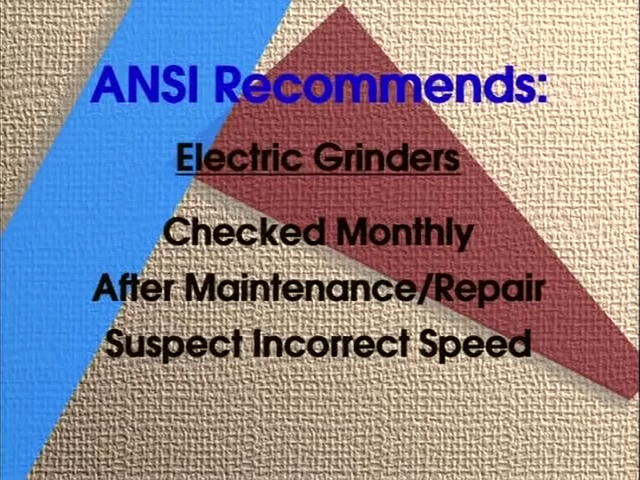 ANSI Recommends:
Electric Grinders
Checked Monthly
After Maintenance/Repair
Suspect Incorrect Speed